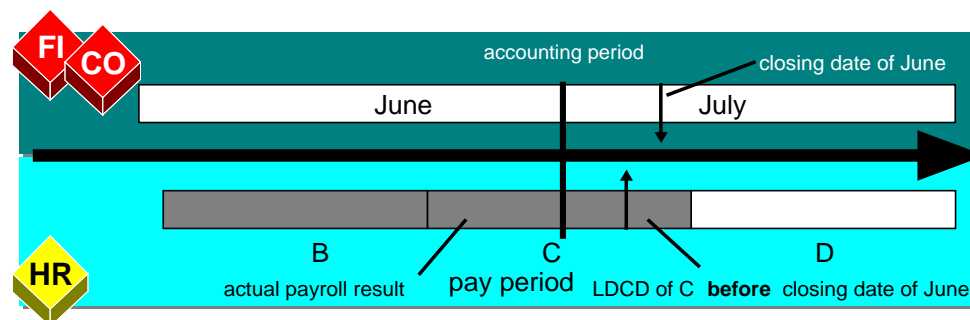 FI
CO
accounting period
closing date of June
June
July
B
C
D
HR
actual payroll result
pay period
LDCD of C before closing date of June